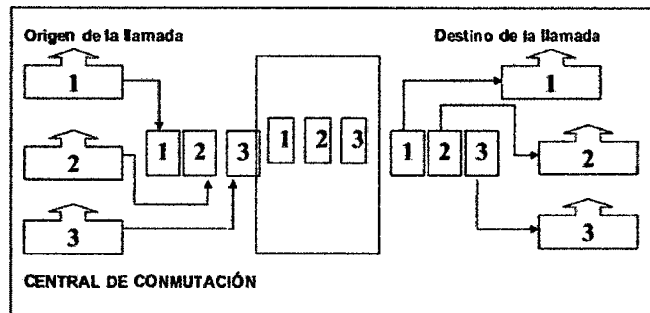 Origen de la llamada
Destino de la llamada
1
1
1 2 3
1 2 3
1 2 3
2
2
3
3
CENTRAL DE CONMUTACIÓN